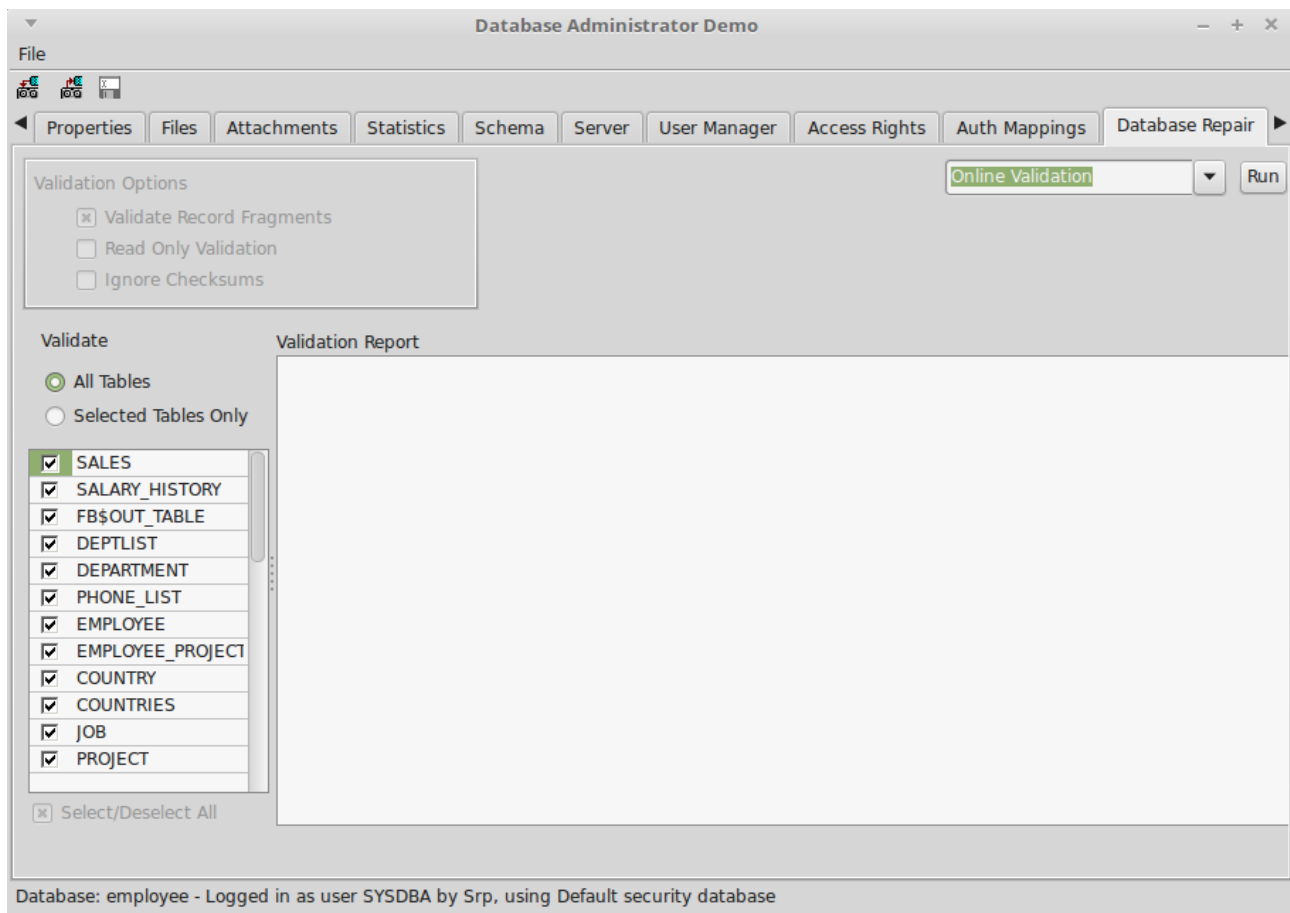 Database Administrator Demo
File
Properties Files Attachments Statistics Schema Server User Manager Access Rights Auth Mappings Database Repair
Validation Options
Online Validation Run
Validate Record Fragments
Read Only Validation
Ignore Checksums
Validate
Validation Report
All Tables
Selected Tables Only
SALES
SALARY_HISTORY
FB$OUT_TABLE
DEPTLIST
DEPARTMENT
PHONE_LIST
EMPLOYEE
EMPLOYEE_PROJECT
COUNTRY
COUNTRIES
JOB
PROJECT
Select/Deselect All
Database: employee - Logged in as user SYSDBA by Srp, using Default security database